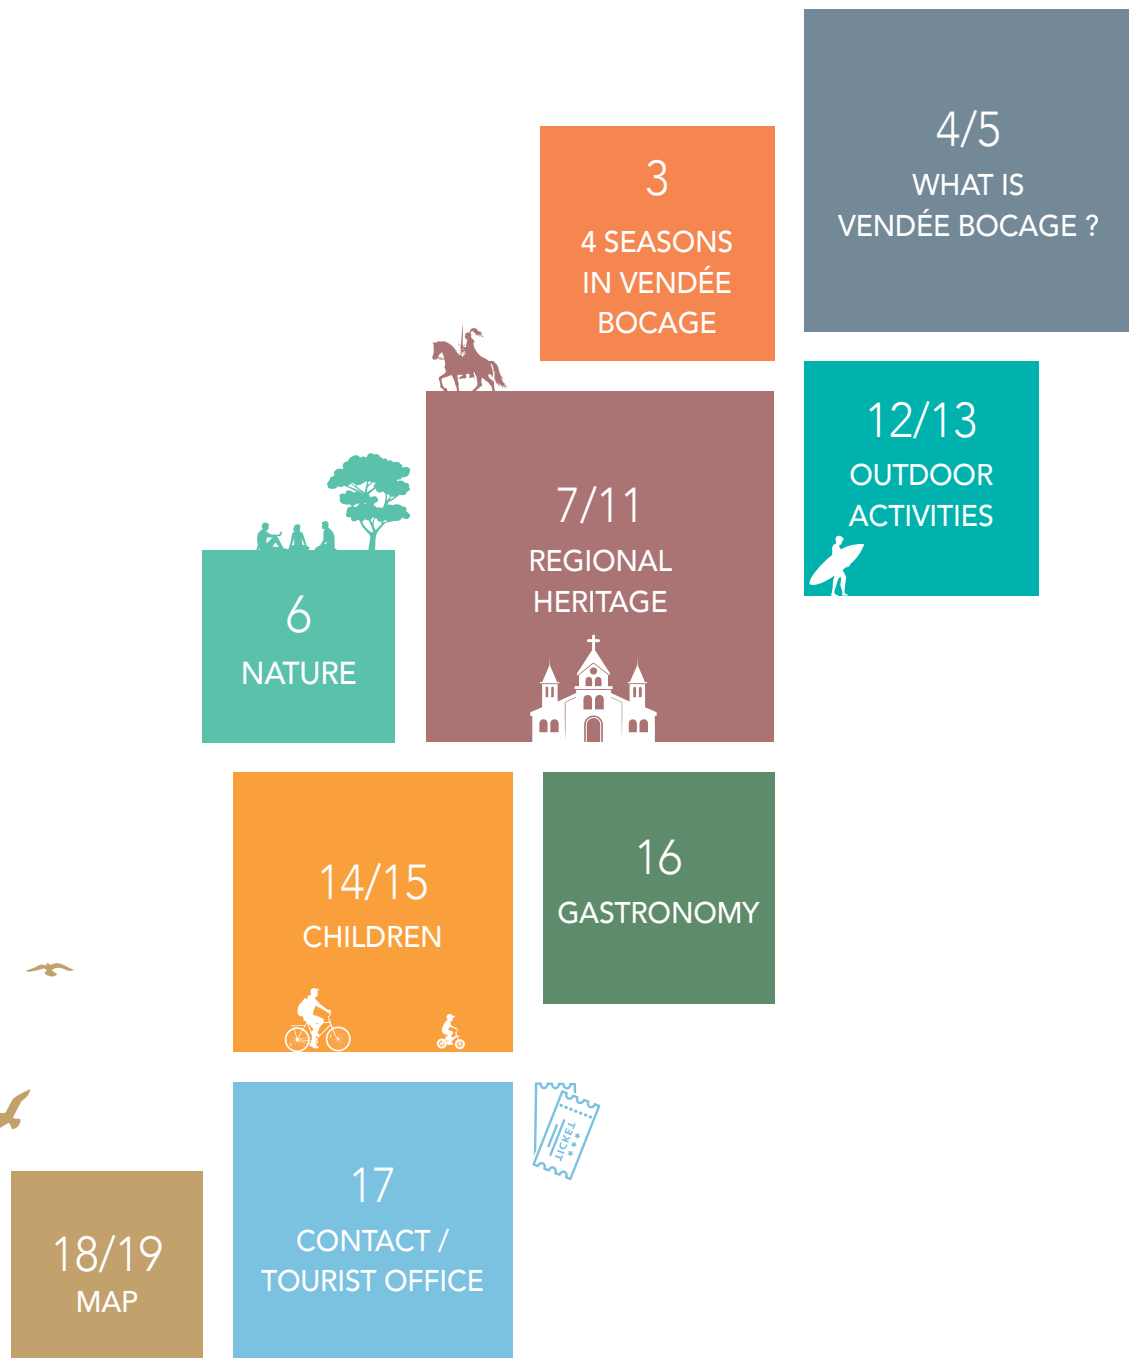 4/5
WHAT IS
VENDÉE BOCAGE ?
3
4 SEASONS
IN VENDÉE
BOCAGE
12/13
OUTDOOR
ACTIVITIES
7/11
REGIONAL
HERITAGE
6
NATURE
14/15
CHILDREN
16
GASTRONOMY
17
CONTACT /
TOURIST OFFICE
TICKET
18/19
MAP